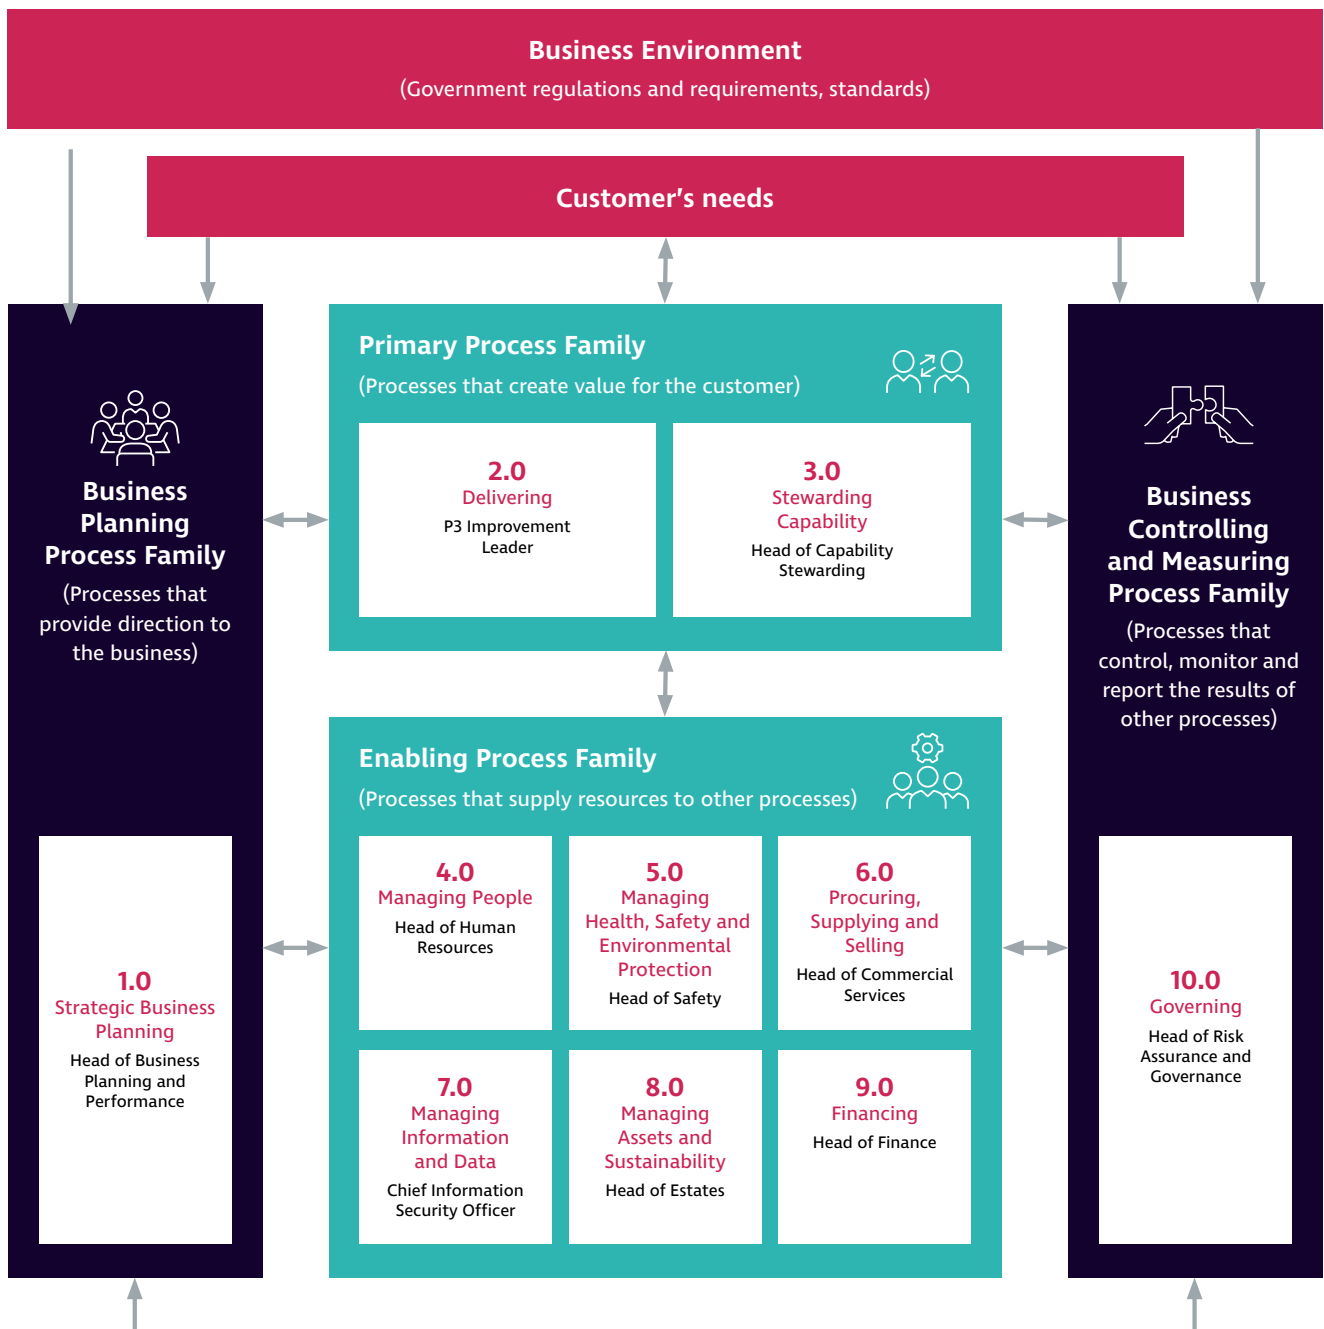 Business Environment
(Government regulations and requirements, standards)
Customer's needs
Business
Planning
Process Family
(Processes that
provide direction to
the business)
1.0
Strategic Business
Planning
Head of Business
Planning and
Performance
Primary Process Family
(Processes that create value for the customer)
2.0
Delivering
P3 Improvement
Leader
3.0
Stewarding
Capability
Head of Capability
Stewarding
Enabling Process Family
(Processes that supply resources to other processes)
4.0
Managing People
Head of Human
Resources
5.0
Managing
Health, Safety and
Environmental
Protection
Head of Safety
6.0
Procuring,
Supplying and
Selling
Head of Commercial
Services
7.0
Managing
Information
and Data
Chief Information
Security Officer
8.0
Managing
Assets and
Sustainability
Head of Estates
9.0
Financing
Head of Finance
Business
Controlling
and Measuring
Process Family
(Processes that
control, monitor and
report the results of
other processes)
10.0
Governing
Head of Risk
Assurance and
Governance